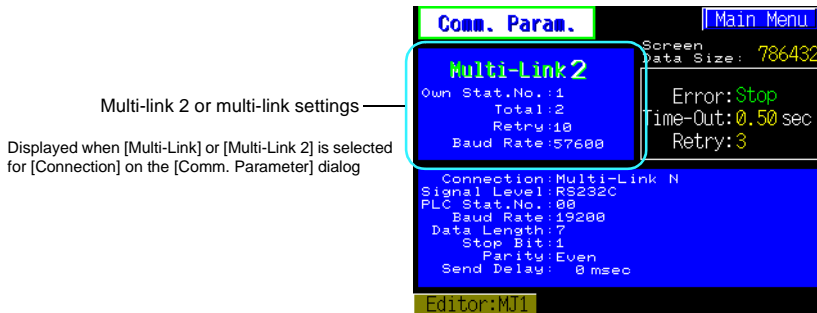 Multi-link 2 or multi-link settings
Displayed when [Multi-Link] or [Multi-Link 2] is selected
for [Connection] on the [Comm. Parameter] dialog
Comm. Param.
Main Menu
Screen
Data Size: 786432
Multi-Link 2
Own Stat.No.:1
Total:2
Retry:10
Baud Rate:57600
Error:Stop
Time-Out:0.50 sec
Retry:3
Connection:Multi-Link N
Signal Level:RS232C
PLC Stat.No.:00
Baud Rate:19200
Data Length:7
Stop Bit:1
Parity:Even
Send Delay: 0 msec
Editor:MJ1